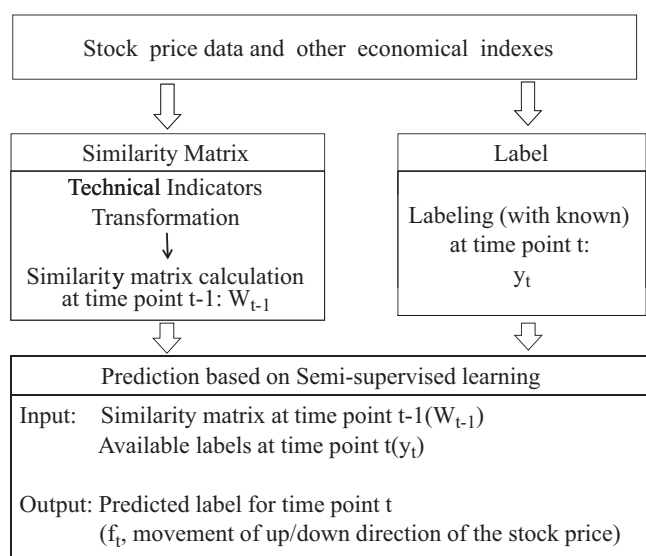 Stock price data and other economical indexes
Similarity Matrix
Technical Indicators
Transformation
Similarity matrix calculation
at time point t-1: Wₜ₋₁
Label
Labeling (with known)
at time point t:
yₜ
Prediction based on Semi-supervised learning
Input: Similarity matrix at time point t-1(Wₜ₋₁)
Available labels at time point t(yₜ)
Output: Predicted label for time point t
(fₜ, movement of up/down direction of the stock price)